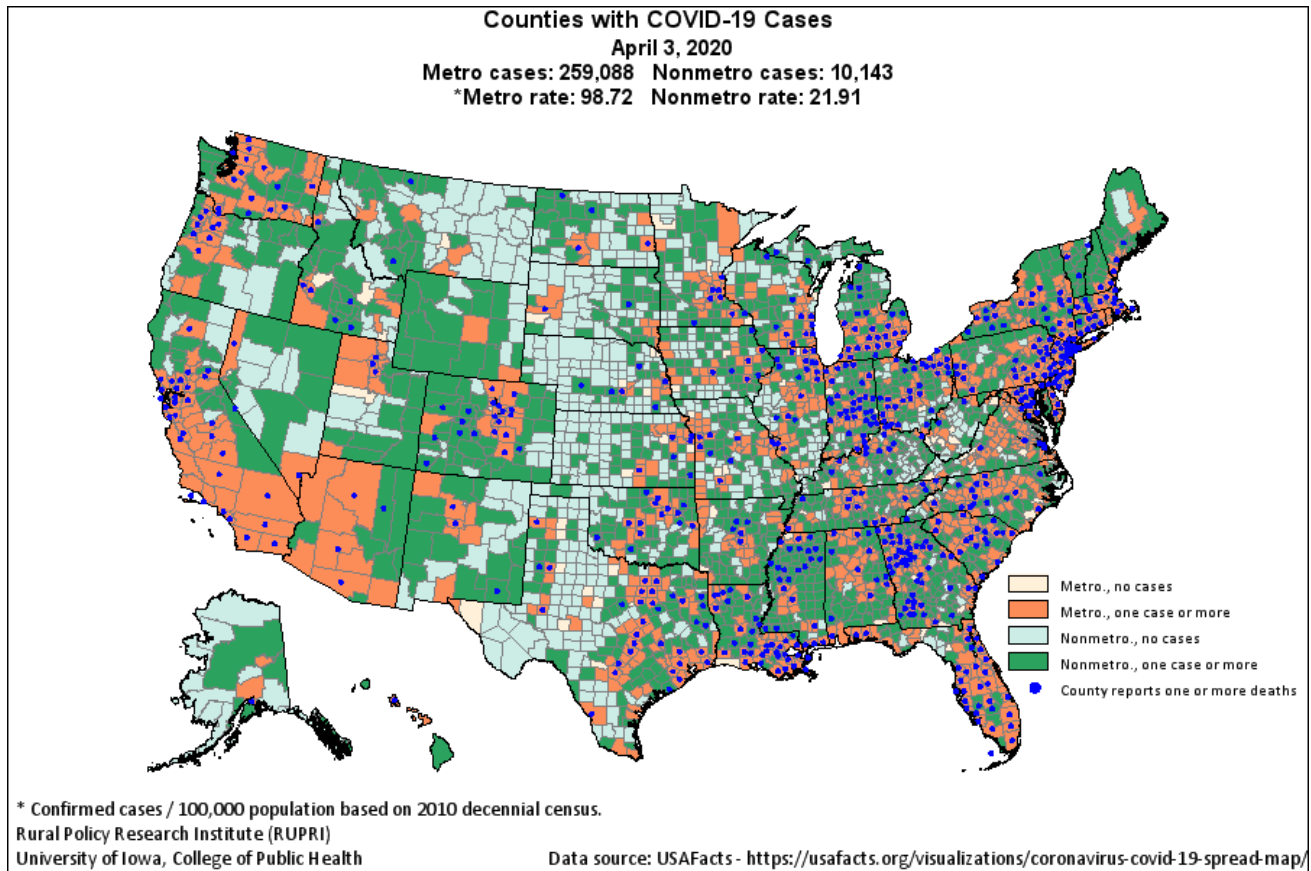 Counties with COVID-19 Cases
April 3, 2020
Metro cases: 259,088 Nonmetro cases: 10,143
*Metro rate: 98.72 Nonmetro rate: 21.91
Metro., no cases
Metro., one case or more
Nonmetro., no cases
Nonmetro., one case or more
County reports one or more deaths
* Confirmed cases / 100,000 population based on 2010 decennial census.
Rural Policy Research Institute (RUPRI)
University of Iowa, College of Public Health Data source: USAFacts - https://usafacts.org/visualizations/coronavirus-covid-19-spread-map/